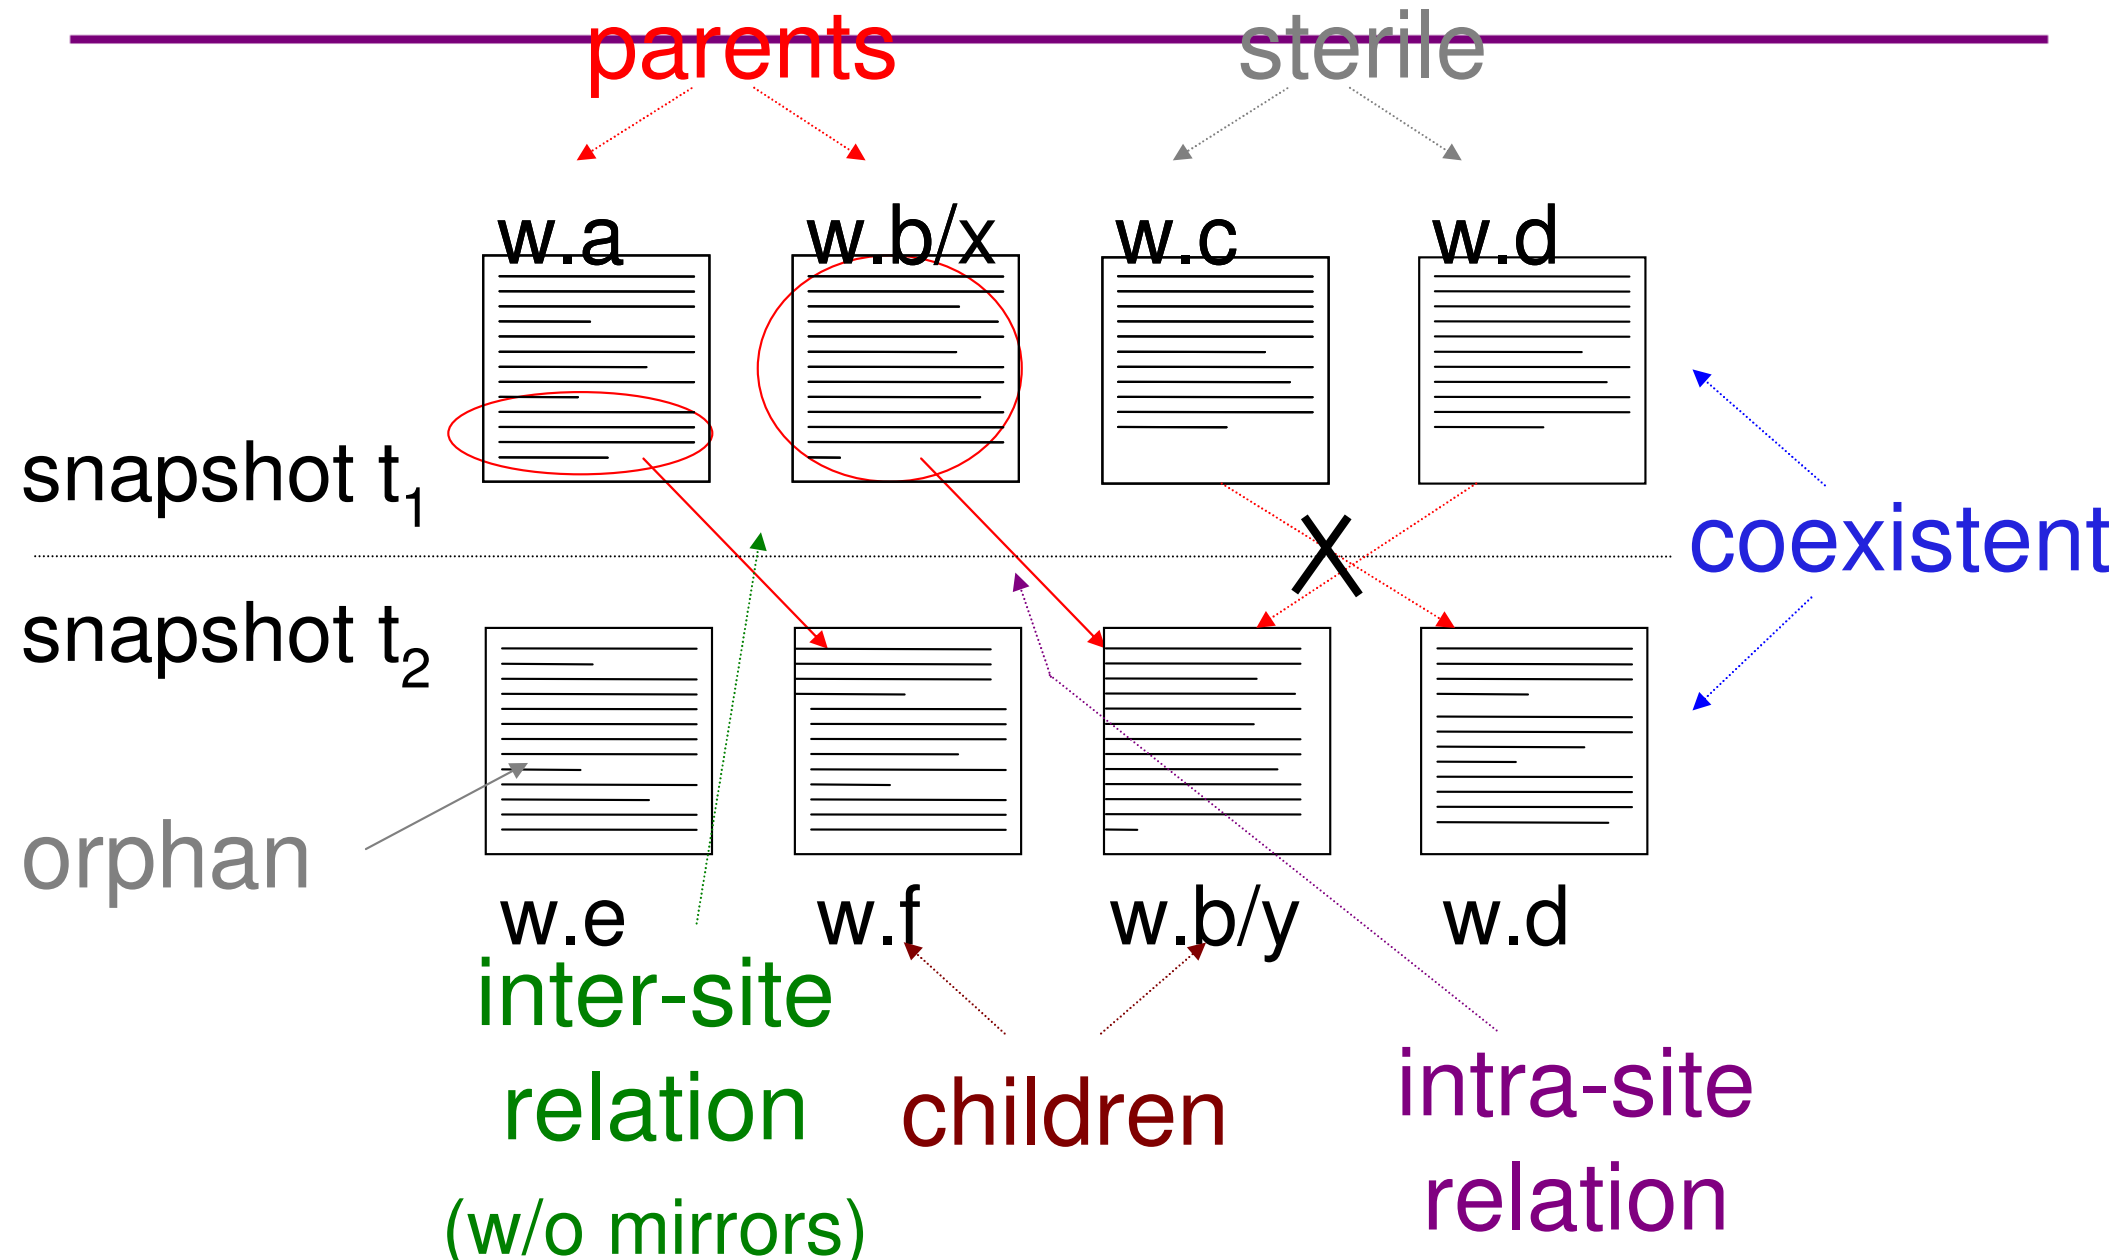 parents sterile
w.a w.b/x w.c w.d
snapshot t₁
coexistent
snapshot t₂
orphan
w.e w.f w.b/y w.d
inter-site
relation
(w/o mirrors)
children
intra-site
relation
X